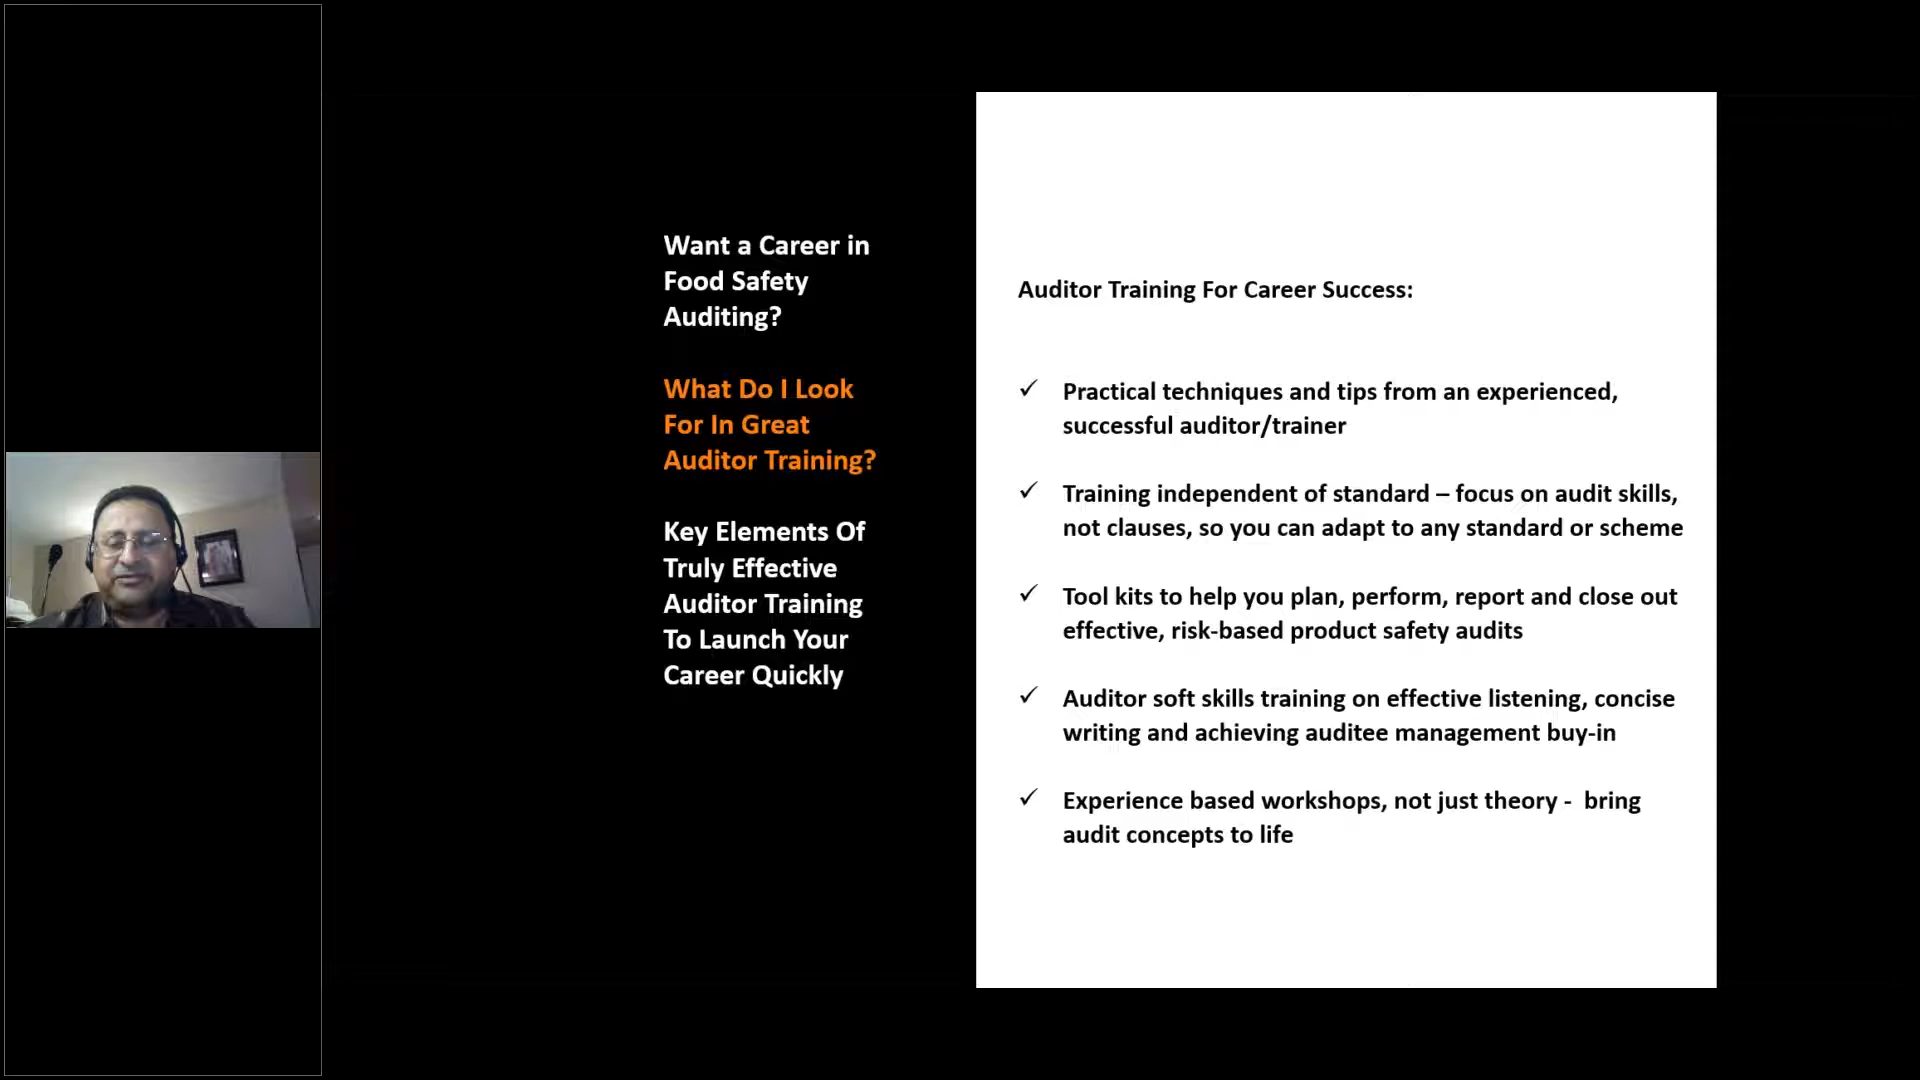 Want a Career in
Food Safety
Auditing?
What Do I Look
For In Great
Auditor Training?
Key Elements Of
Truly Effective
Auditor Training
To Launch Your
Career Quickly
Auditor Training For Career Success:
✓ Practical techniques and tips from an experienced,
successful auditor/trainer
✓ Training independent of standard – focus on audit skills,
not clauses, so you can adapt to any standard or scheme
✓ Tool kits to help you plan, perform, report and close out
effective, risk-based product safety audits
✓ Auditor soft skills training on effective listening, concise
writing and achieving auditee management buy-in
✓ Experience based workshops, not just theory -  bring
audit concepts to life